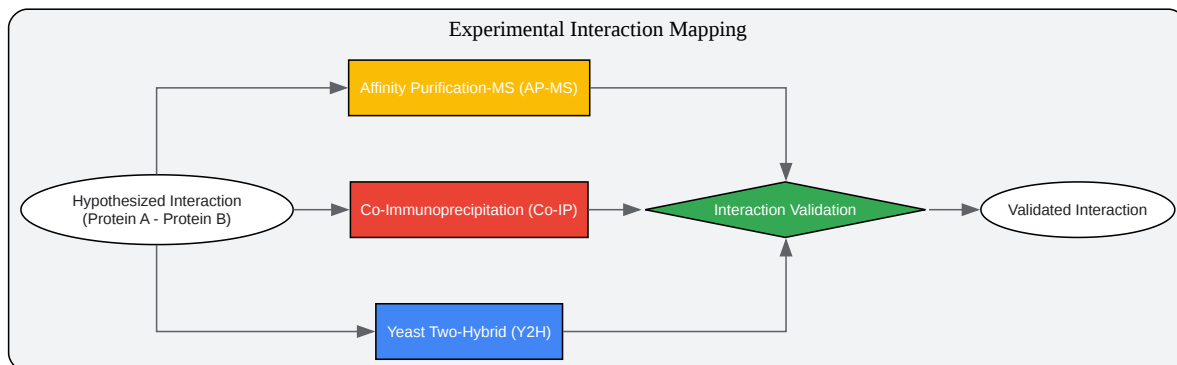 Experimental Interaction Mapping
Affinity Purification-MS (AP-MS)
Hypothesized Interaction
(Protein A - Protein B)
Co-Immunoprecipitation (Co-IP)
Interaction Validation
Validated Interaction
Yeast Two-Hybrid (Y2H)